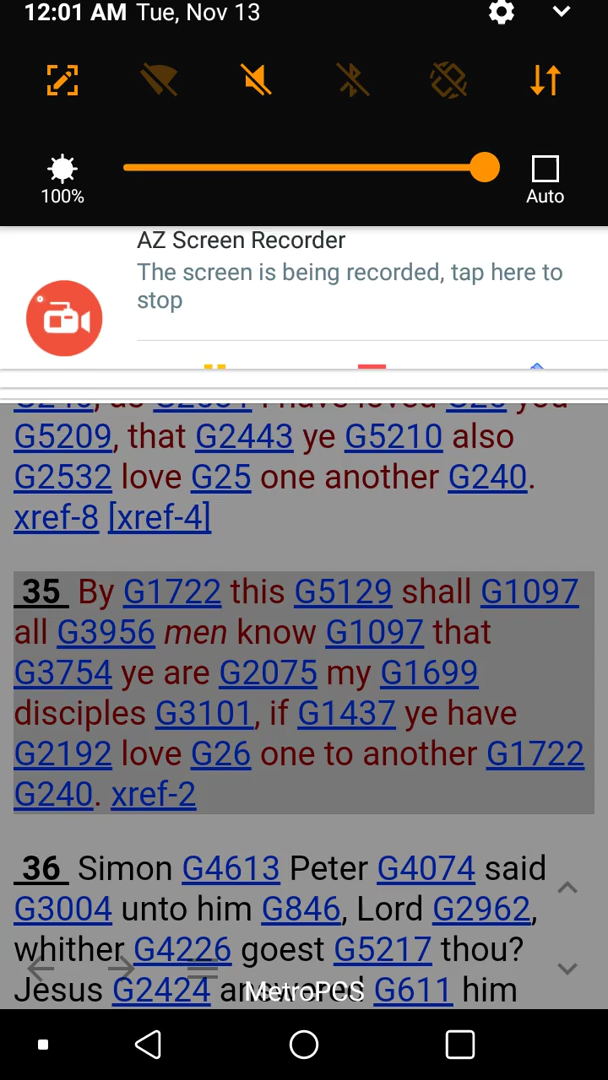 12:01 AM Tue, Nov 13
100%
Auto
AZ Screen Recorder
The screen is being recorded, tap here to
stop
G5209, that G2443 ye G5210 also
G2532 love G25 one another G240.
xref-8 [xref-4]
35 By G1722 this G5129 shall G1097
all G3956 men know G1097 that
G3754 ye are G2075 my G1699
disciples G3101, if G1437 ye have
G2192 love G26 one to another G1722
G240. xref-2
36 Simon G4613 Peter G4074 said
G3004 unto him G846, Lord G2962,
whither G4226 goest G5217 thou?
Jesus G2424 answered G611 him
MetroPCS